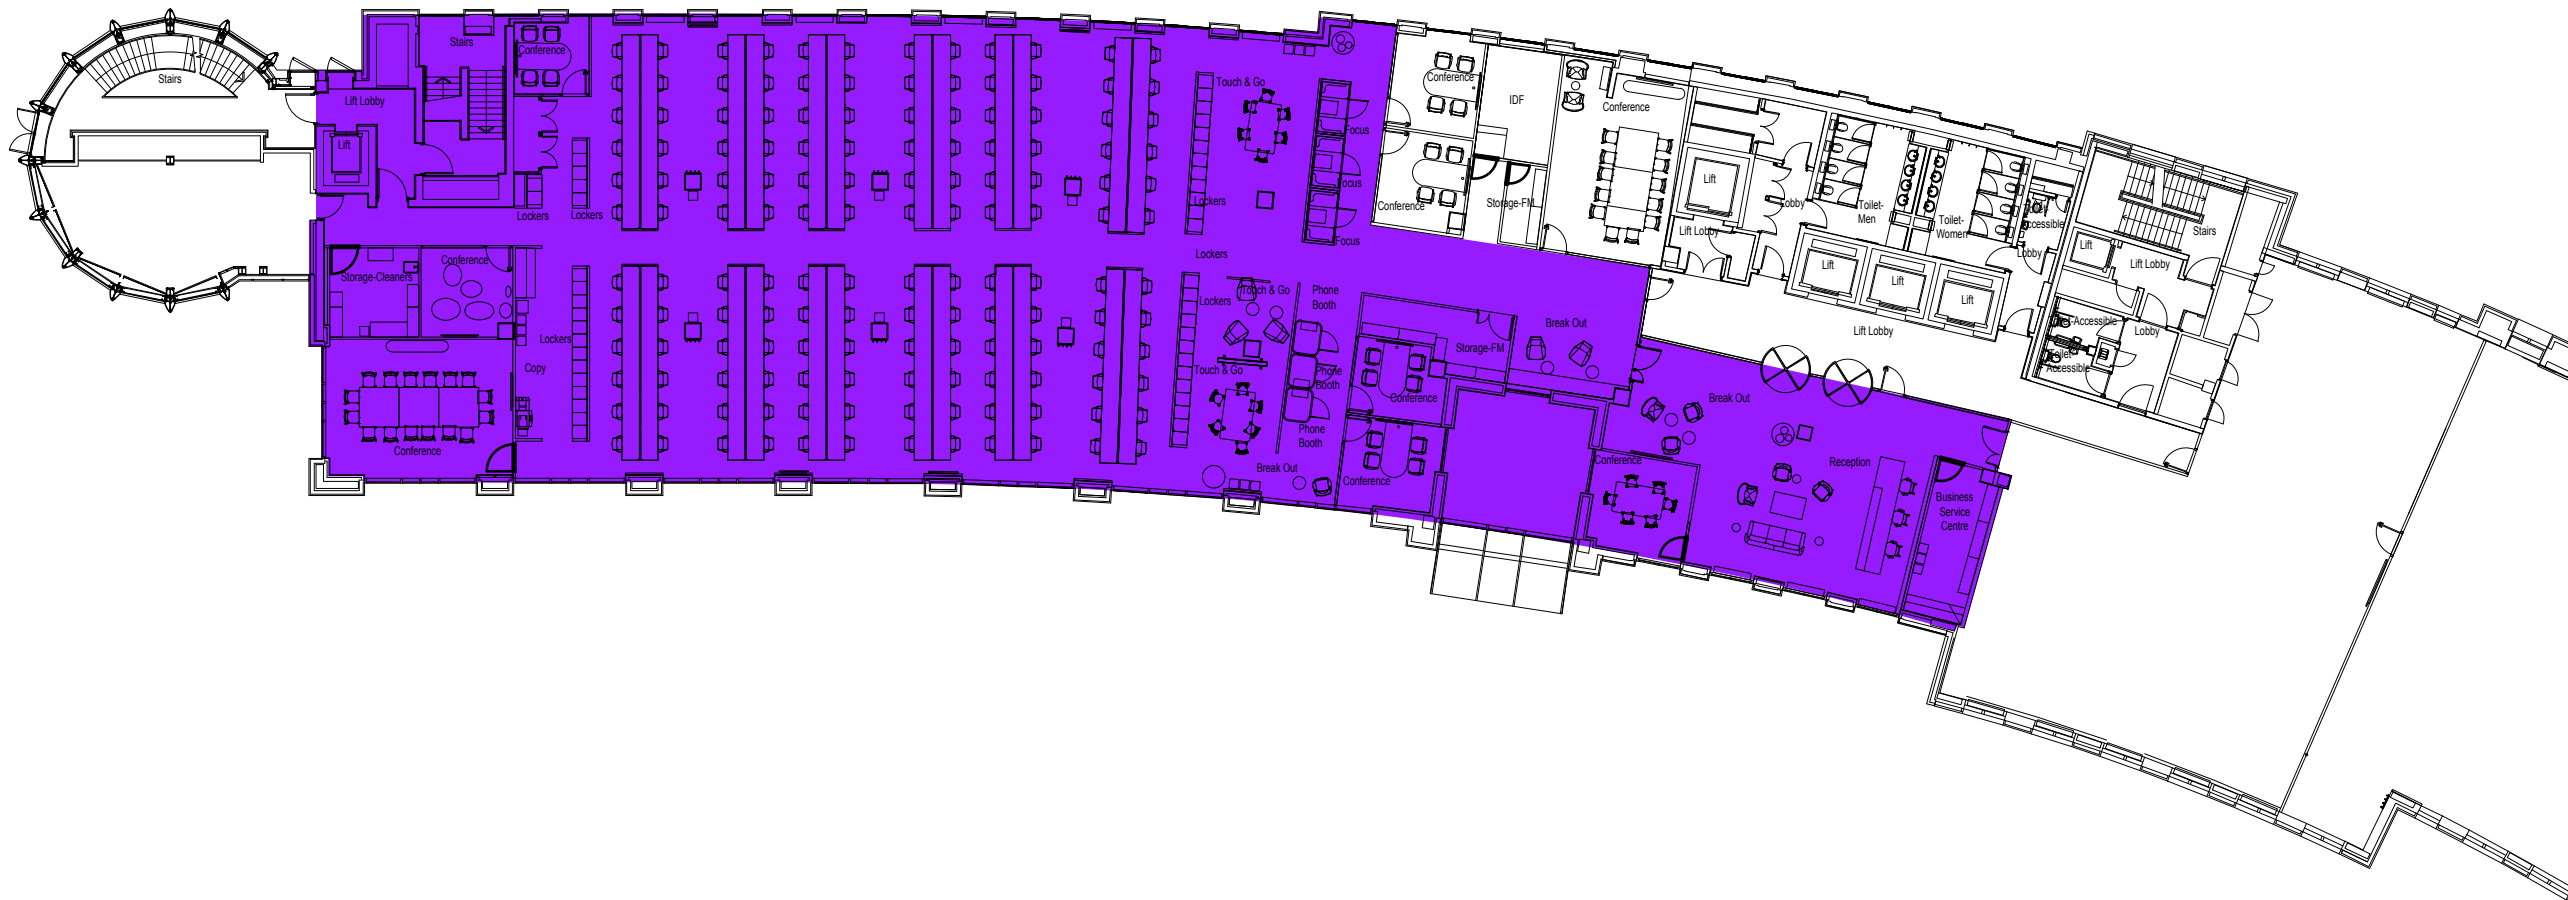 Stairs
Stairs
Conference
Lift Lobby
Lift
Lockers
Lockers
Storage-Cleaners
Conference
Lockers
Copy
Conference
Touch & Go
Lockers
Focus
Focus
Focus
Lockers
Lockers
Touch & Go
Phone
Booth
Touch & Go
Phone
Booth
Phone
Booth
Break Out
Conference
Conference
Storage-FM
Break Out
Conference
Conference
IDF
Storage-FM
Conference
Lift
Lift Lobby
Lobby
Toilet-
Men
Toilet-
Women
Toilet-
Accessible
Lobby
Lift
Lift
Lift
Lift Lobby
Lift
Lift Lobby
Stairs
Toilet-Accessible
Lobby
Toilet-
Accessible
Break Out
Conference
Reception
Business
Service
Centre